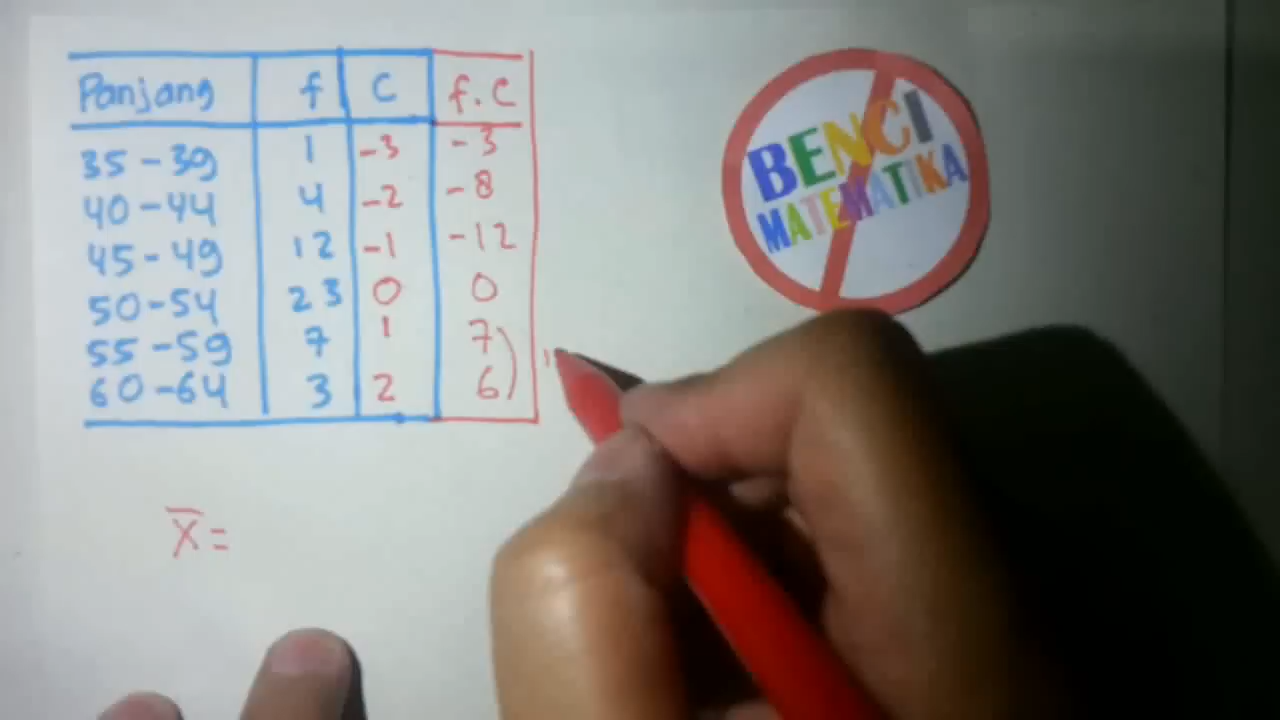 Panjang f C f.C
35-39 1 -3 -3
40-44 4 -2 -8
45-49 12 -1 -12
50-54 23 0 0
55-59 7 1 7
60-64 3 2 6
x̄=
BENCI
MATEMATIKA